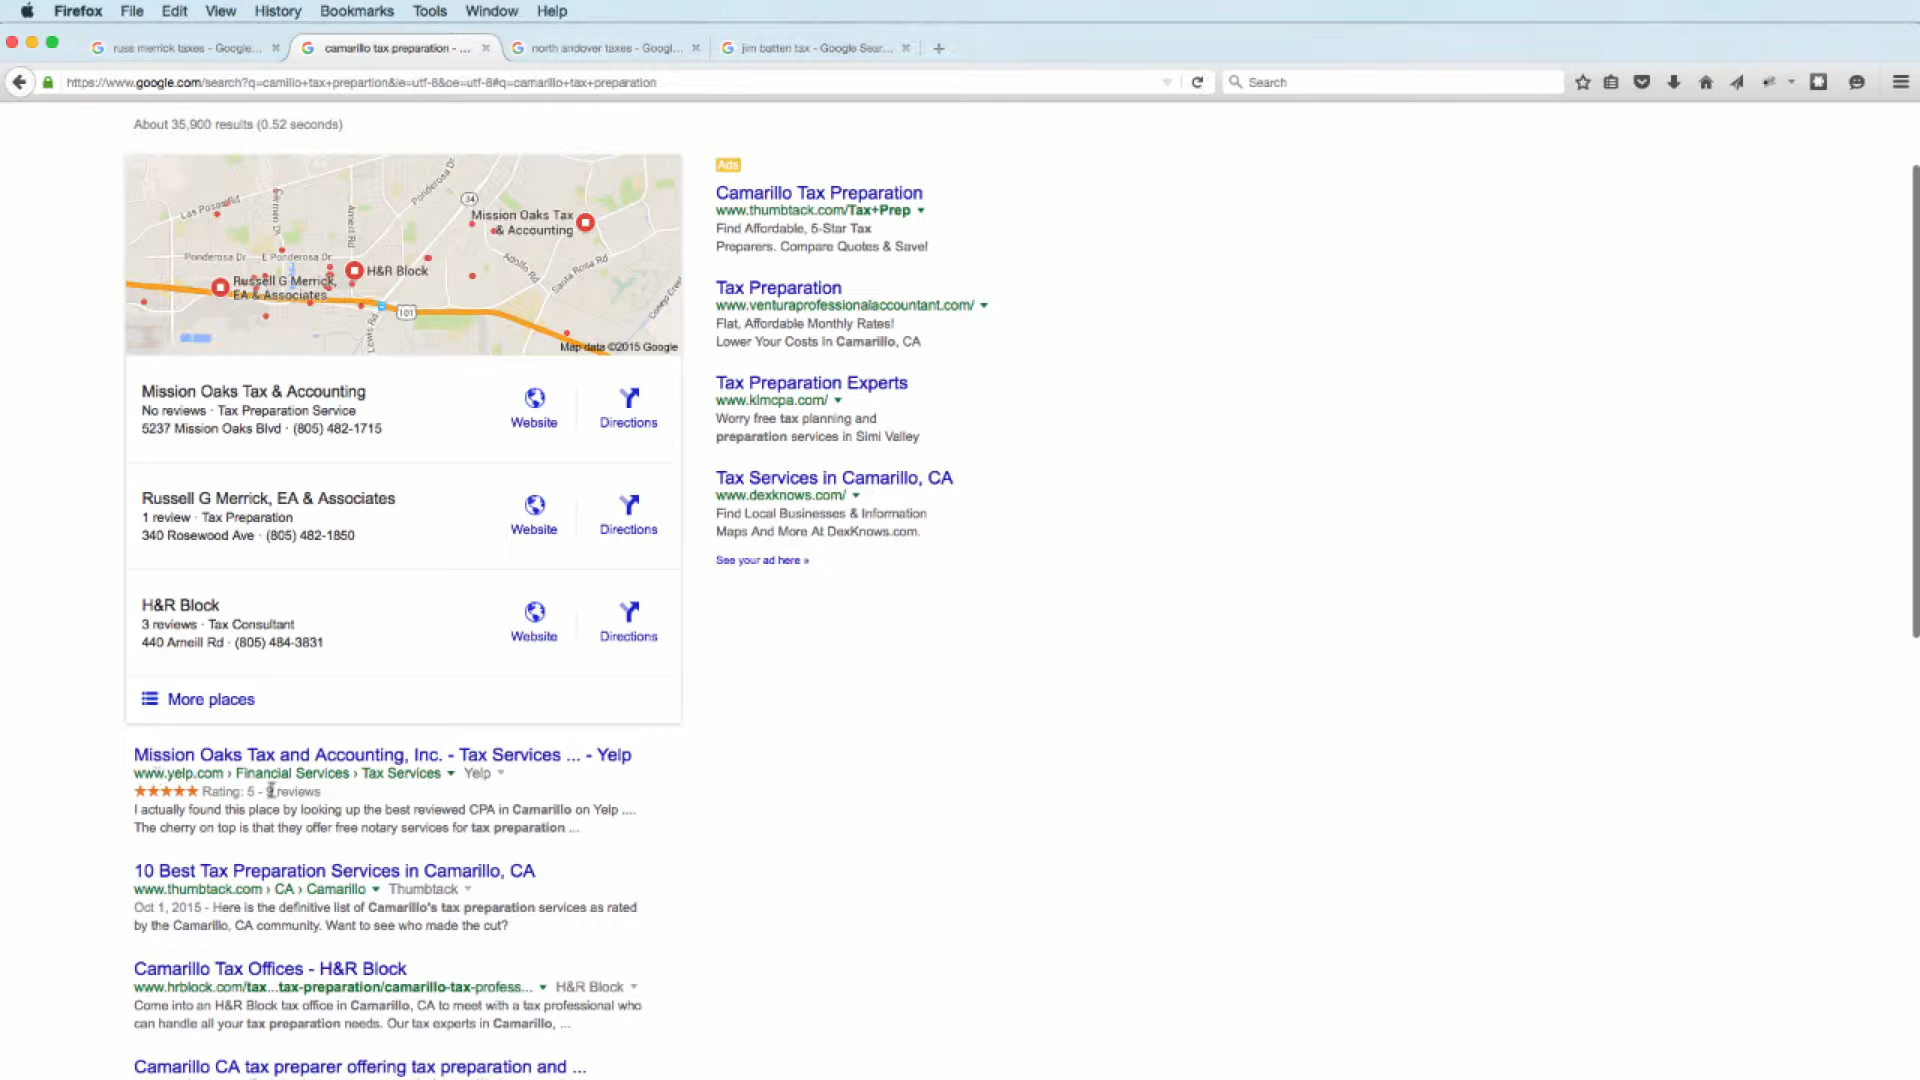 Firefox File Edit View History Bookmarks Tools Window Help
russ merrick taxes - Google...
camarillo tax preparation - ...
north andover taxes - Googl...
jim batten tax - Google Sear...
https://www.google.com/search?q=camillo+tax+prepartion&ie=utf-8&oe=utf-8#q=camarillo+tax+preparation
Search
About 35,900 results (0.52 seconds)
Las Posas Rd
Arneill Rd
Ponderosa Dr
34
Mission Oaks Tax
& Accounting
Ponderosa Dr
E Ponderosa Dr
H&R Block
Adolfo Rd
Santa Rosa Rd
Russell G Merrick,
EA & Associates
101
Lewis Rd
Map data ©2015 Google
Mission Oaks Tax & Accounting
No reviews · Tax Preparation Service
5237 Mission Oaks Blvd · (805) 482-1715
Website
Directions
Russell G Merrick, EA & Associates
1 review · Tax Preparation
340 Rosewood Ave · (805) 482-1850
Website
Directions
H&R Block
3 reviews · Tax Consultant
440 Arneill Rd · (805) 484-3831
Website
Directions
More places
Mission Oaks Tax and Accounting, Inc. - Tax Services ... - Yelp
www.yelp.com › Financial Services › Tax Services Yelp
Rating: 5 - reviews
I actually found this place by looking up the best reviewed CPA in Camarillo on Yelp ....
The cherry on top is that they offer free notary services for tax preparation ...
10 Best Tax Preparation Services in Camarillo, CA
www.thumbtack.com › CA › Camarillo Thumbtack
Oct 1, 2015 - Here is the definitive list of Camarillo's tax preparation services as rated
by the Camarillo, CA community. Want to see who made the cut?
Camarillo Tax Offices - H&R Block
www.hrblock.com/tax...tax-preparation/camarillo-tax-profess... H&R Block
Come into an H&R Block tax office in Camarillo, CA to meet with a tax professional who
can handle all your tax preparation needs. Our tax experts in Camarillo, ...
Camarillo CA tax preparer offering tax preparation and ...
Ads
Camarillo Tax Preparation
www.thumbtack.com/Tax+Prep
Find Affordable, 5-Star Tax
Preparers. Compare Quotes & Save!
Tax Preparation
www.venturaprofessionalaccountant.com/
Flat, Affordable Monthly Rates!
Lower Your Costs In Camarillo, CA
Tax Preparation Experts
www.klmcpa.com/
Worry free tax planning and
preparation services in Simi Valley
Tax Services in Camarillo, CA
www.dexknows.com/
Find Local Businesses & Information
Maps And More At DexKnows.com.
See your ad here »